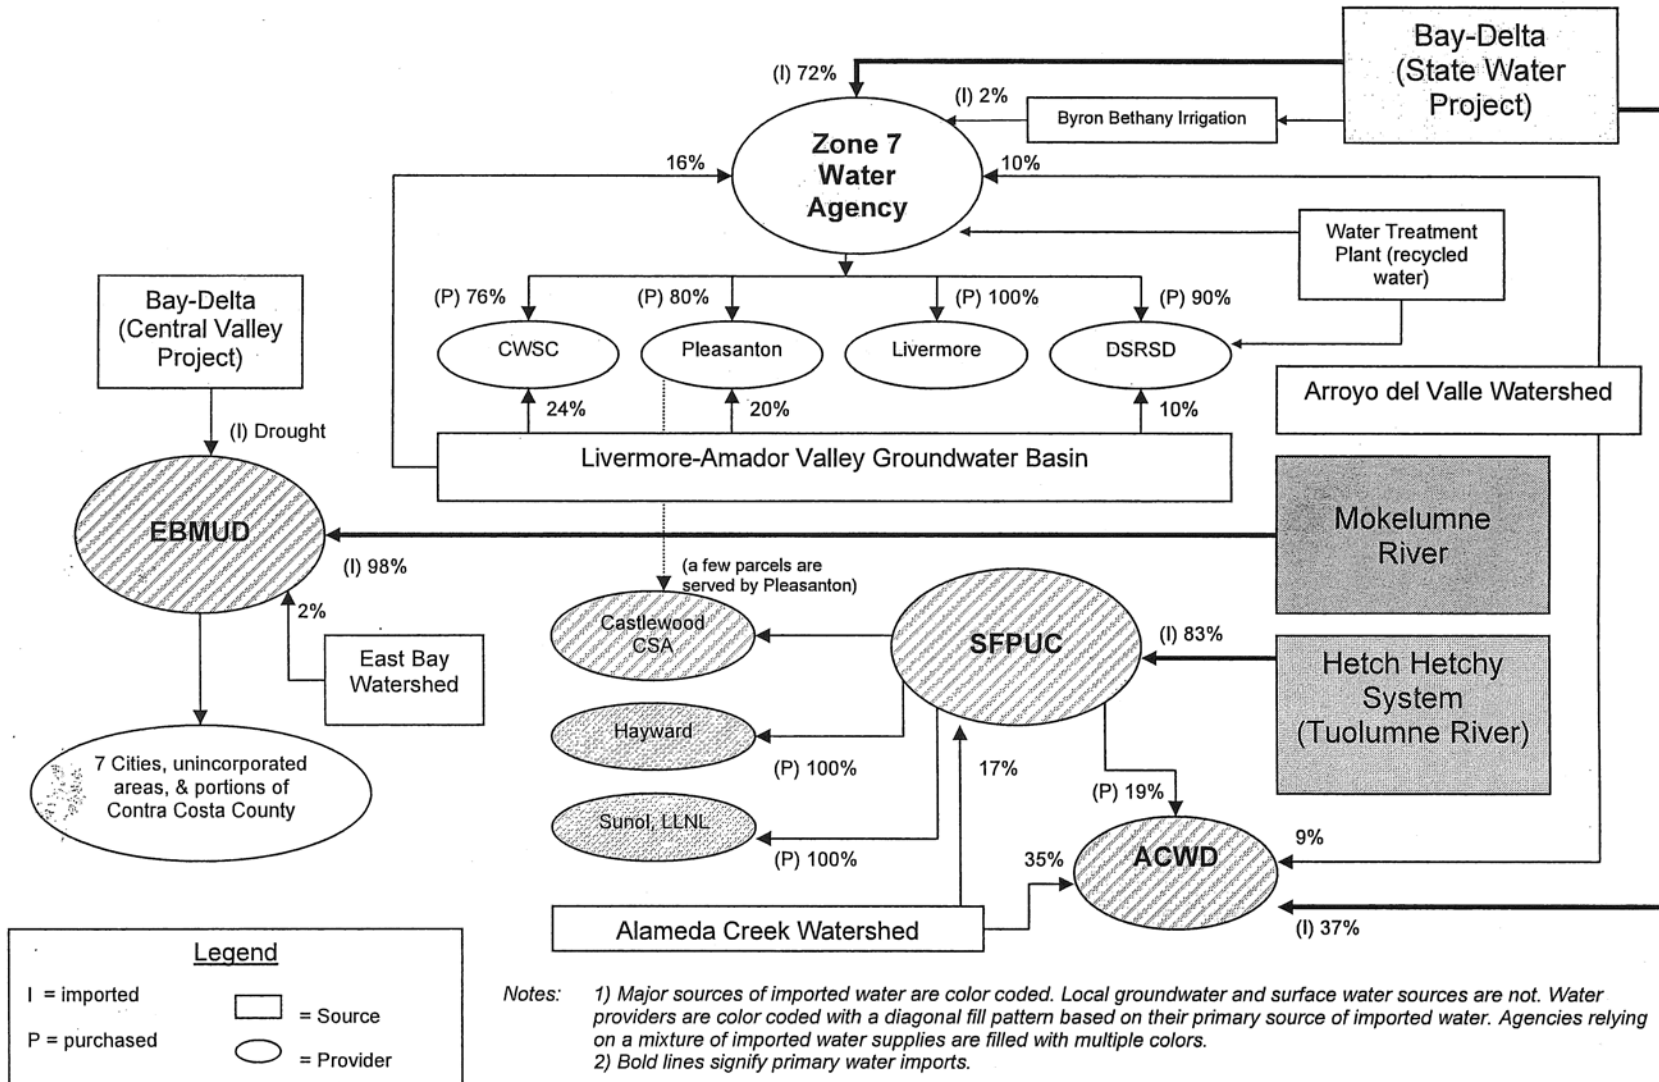 Bay-Delta
(State Water
Project)
(I) 72%
(I) 2%
Byron Bethany Irrigation
Zone 7
Water
Agency
16%
10%
Water Treatment
Plant (recycled
water)
Bay-Delta
(Central Valley
Project)
(P) 76%
(P) 80%
(P) 100%
(P) 90%
CWSC
Pleasanton
Livermore
DSRSD
24%
20%
10%
Arroyo del Valle Watershed
(I) Drought
Livermore-Amador Valley Groundwater Basin
EBMUD
Mokelumne
River
(I) 98%
(a few parcels are
served by Pleasanton)
2%
Castlewood
CSA
SFPUC
(I) 83%
East Bay
Watershed
Hetch Hetchy
System
(Tuolumne River)
Hayward
(P) 100%
17%
(P) 19%
7 Cities, unincorporated
areas, & portions of
Contra Costa County
Sunol, LLNL
(P) 100%
35%
ACWD
9%
(I) 37%
Alameda Creek Watershed
Legend
I = imported
= Source
P = purchased
= Provider
Notes: 1) Major sources of imported water are color coded. Local groundwater and surface water sources are not. Water
providers are color coded with a diagonal fill pattern based on their primary source of imported water. Agencies relying
on a mixture of imported water supplies are filled with multiple colors.
2) Bold lines signify primary water imports.